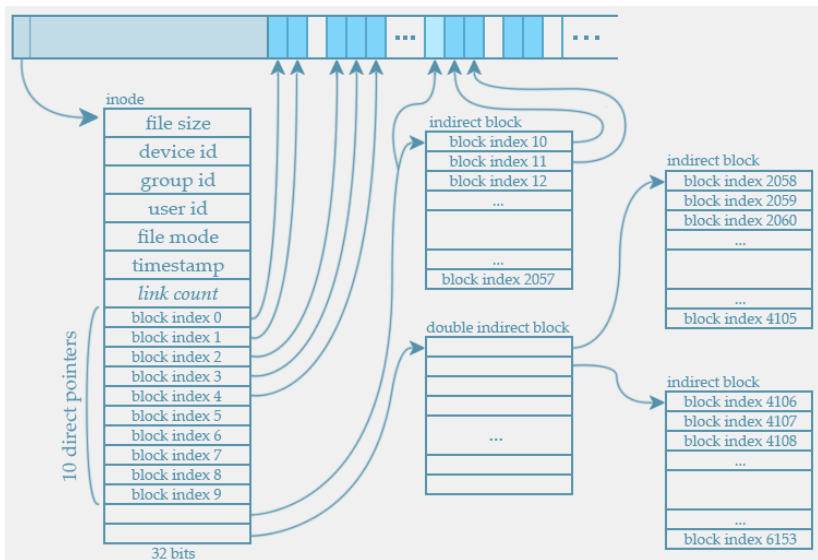 ...
...
inode
file size
device id
group id
user id
file mode
timestamp
link count
block index 0
block index 1
block index 2
block index 3
block index 4
block index 5
block index 6
block index 7
block index 8
block index 9
10 direct pointers
32 bits
indirect block
block index 10
block index 11
block index 12
...
...
block index 2057
double indirect block
...
indirect block
block index 2058
block index 2059
block index 2060
...
...
block index 4105
indirect block
block index 4106
block index 4107
block index 4108
...
...
block index 6153